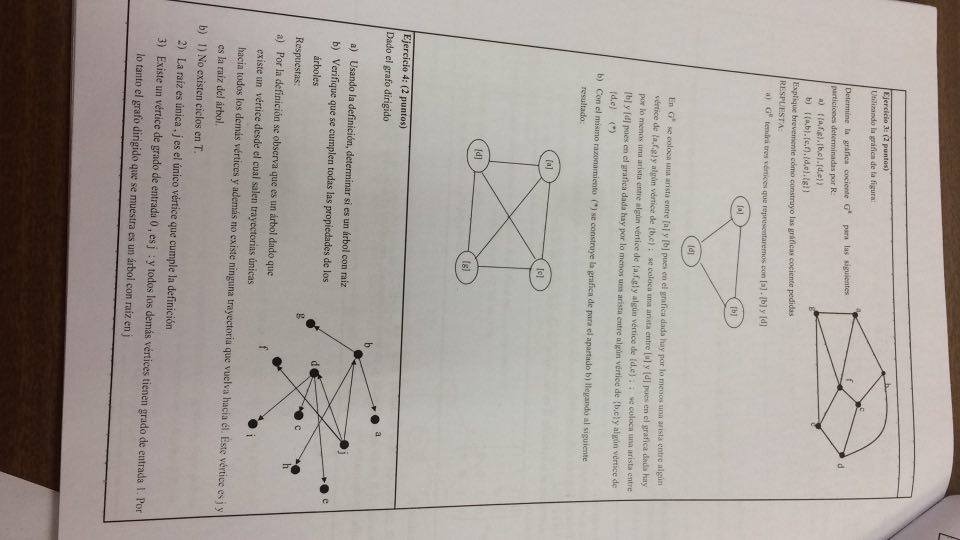 Ejercicio 3: (2 puntos)
Utilizando la gráfica de la figura:
Determine la gráfica cociente G^R para las siguientes
particiones determinadas por R:
a) {{a,f,g},{b,c},{d,e}}
b) {{a,b},{c,f},{d,e},{g}}
Explique brevemente cómo construyo las gráficas cociente pedidas
RESPUESTA:
a) G^R tendrá tres vértices que representaremos con [a] ; [b] y [d]
a
b
c
d
e
f
g
[a]
[b]
[d]
En G^R se coloca una arista entre [a] y [b] pues en el grafica dada hay por lo menos una arista entre algún
vértice de {a,f,g} y algún vértice de {b,c} ; se coloca una arista entre [a] y [d] pues en el grafica dada hay
por lo menos una arista entre algún vértice de {a,f,g} y algún vértice de {d,e} ; ; se coloca una arista entre
[b] y [d] pues en el grafica dada hay por lo menos una arista entre algún vértice de {b,c} y algún vértice de
{d,e} (*)
b) Con el mismo razonamiento (*) se construye la grafica de para el apartado b) llegando al siguiente
resultado:
[a]
[c]
[d]
[g]
Ejercicio 4: (2 puntos)
Dado el grafo dirigido
a) Usando la definición, determinar si es un árbol con raíz
b) Verifique que se cumplen todas las propiedades de los
árboles
Respuestas:
a) Por la definición se observa que es un árbol dado que
existe un vértice desde el cual salen trayectorias únicas
hacia todos los demás vértices y además no existe ninguna trayectoria que vuelva hacia él: Este vértice es j y
es la raíz del árbol.
b) 1) No existen ciclos en T.
2) La raíz es única , j es el único vértice que cumple la definición
3) Existe un vértice de grado de entrada 0 , es j ; y todos los demás vértices tienen grado de entrada 1 . Por
lo tanto el grafo dirigido que se muestra es un árbol con raíz en j
a
b
g
j
d
e
c
f
h
i